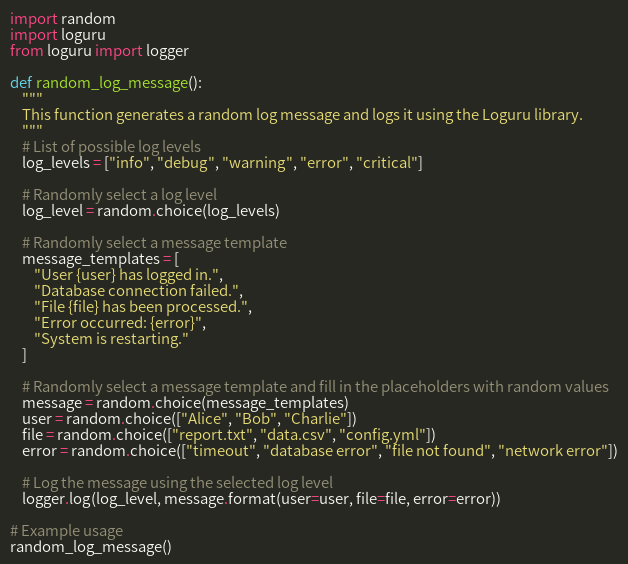 import random
import loguru
from loguru import logger

def random_log_message():
    """
    This function generates a random log message and logs it using the Loguru library.
    """
    # List of possible log levels
    log_levels = ["info", "debug", "warning", "error", "critical"]

    # Randomly select a log level
    log_level = random.choice(log_levels)

    # Randomly select a message template
    message_templates = [
        "User {user} has logged in.",
        "Database connection failed.",
        "File {file} has been processed.",
        "Error occurred: {error}",
        "System is restarting."
    ]

    # Randomly select a message template and fill in the placeholders with random values
    message = random.choice(message_templates)
    user = random.choice(["Alice", "Bob", "Charlie"])
    file = random.choice(["report.txt", "data.csv", "config.yml"])
    error = random.choice(["timeout", "database error", "file not found", "network error"])

    # Log the message using the selected log level
    logger.log(log_level, message.format(user=user, file=file, error=error))

# Example usage
random_log_message()